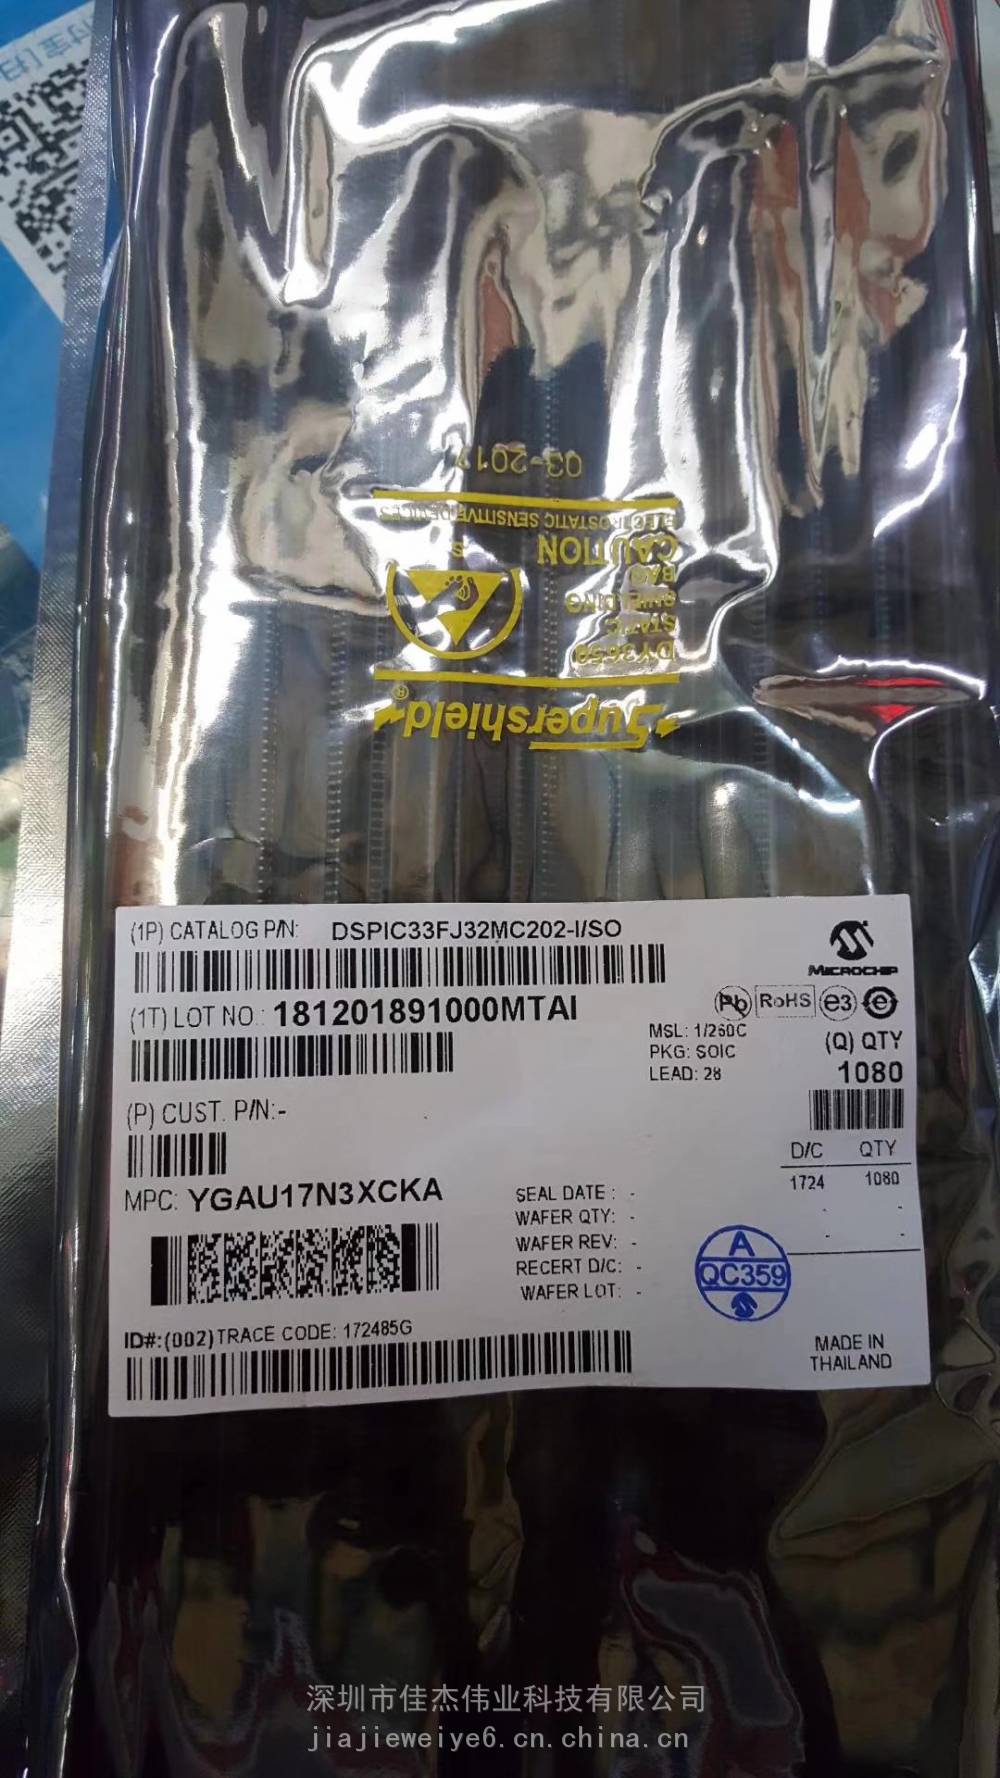 03-2017
ELECTROSTATIC SENSITIVE DEVICES
CAUTION
BAG
SHIELDING
STATIC
DY3650
Supershield®
(1P) CATALOG P/N: DSPIC33FJ32MC202-I/SO
MICROCHIP
(1T) LOT NO.: 181201891000MTAI
Pb RoHS e3 e
MSL: 1/260C
PKG: SOIC
LEAD: 28
(Q) QTY
1080
(P) CUST. P/N:-
D/C QTY
1724 1080
MPC: YGAU17N3XCKA
SEAL DATE : -
WAFER QTY: -
WAFER REV: -
RECERT D/C: -
WAFER LOT: -
A
QC359
ID#:(002) TRACE CODE: 172485G
MADE IN
THAILAND
深圳市佳杰伟业科技有限公司
jiajieweiye6.cn.china.cn